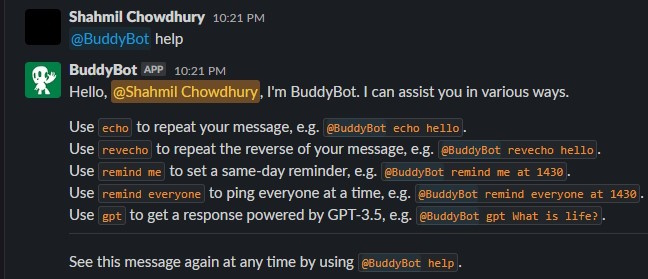 Shahmil Chowdhury 10:21 PM
@BuddyBot help
BuddyBot APP 10:21 PM
Hello, @Shahmil Chowdhury, I'm BuddyBot. I can assist you in various ways.
Use echo to repeat your message, e.g. @BuddyBot echo hello.
Use revecho to repeat the reverse of your message, e.g. @BuddyBot revecho hello.
Use remind me to set a same-day reminder, e.g. @BuddyBot remind me at 1430.
Use remind everyone to ping everyone at a time, e.g. @BuddyBot remind everyone at 1430.
Use gpt to get a response powered by GPT-3.5, e.g. @BuddyBot gpt What is life?.
See this message again at any time by using @BuddyBot help.